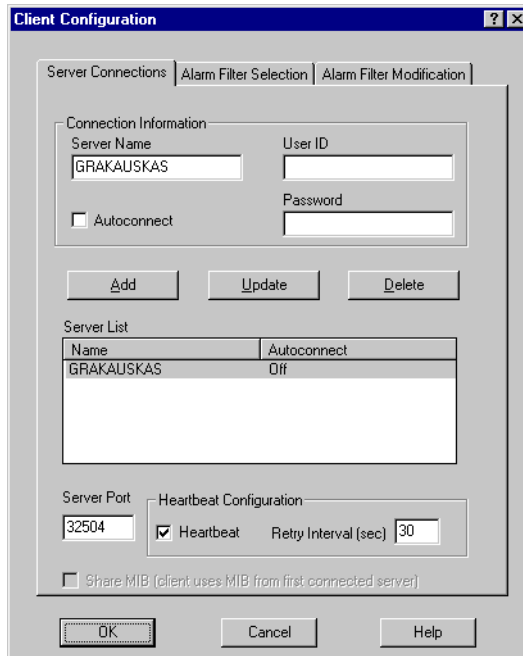 Client Configuration
Server Connections Alarm Filter Selection Alarm Filter Modification
Connection Information
Server Name User ID
GRAKAUSKAS
Password
Autoconnect
Add Update Delete
Server List
Name Autoconnect
GRAKAUSKAS Off
Server Port Heartbeat Configuration
32504 Heartbeat Retry Interval (sec) 30
Share MIB (client uses MIB from first connected server)
OK Cancel Help